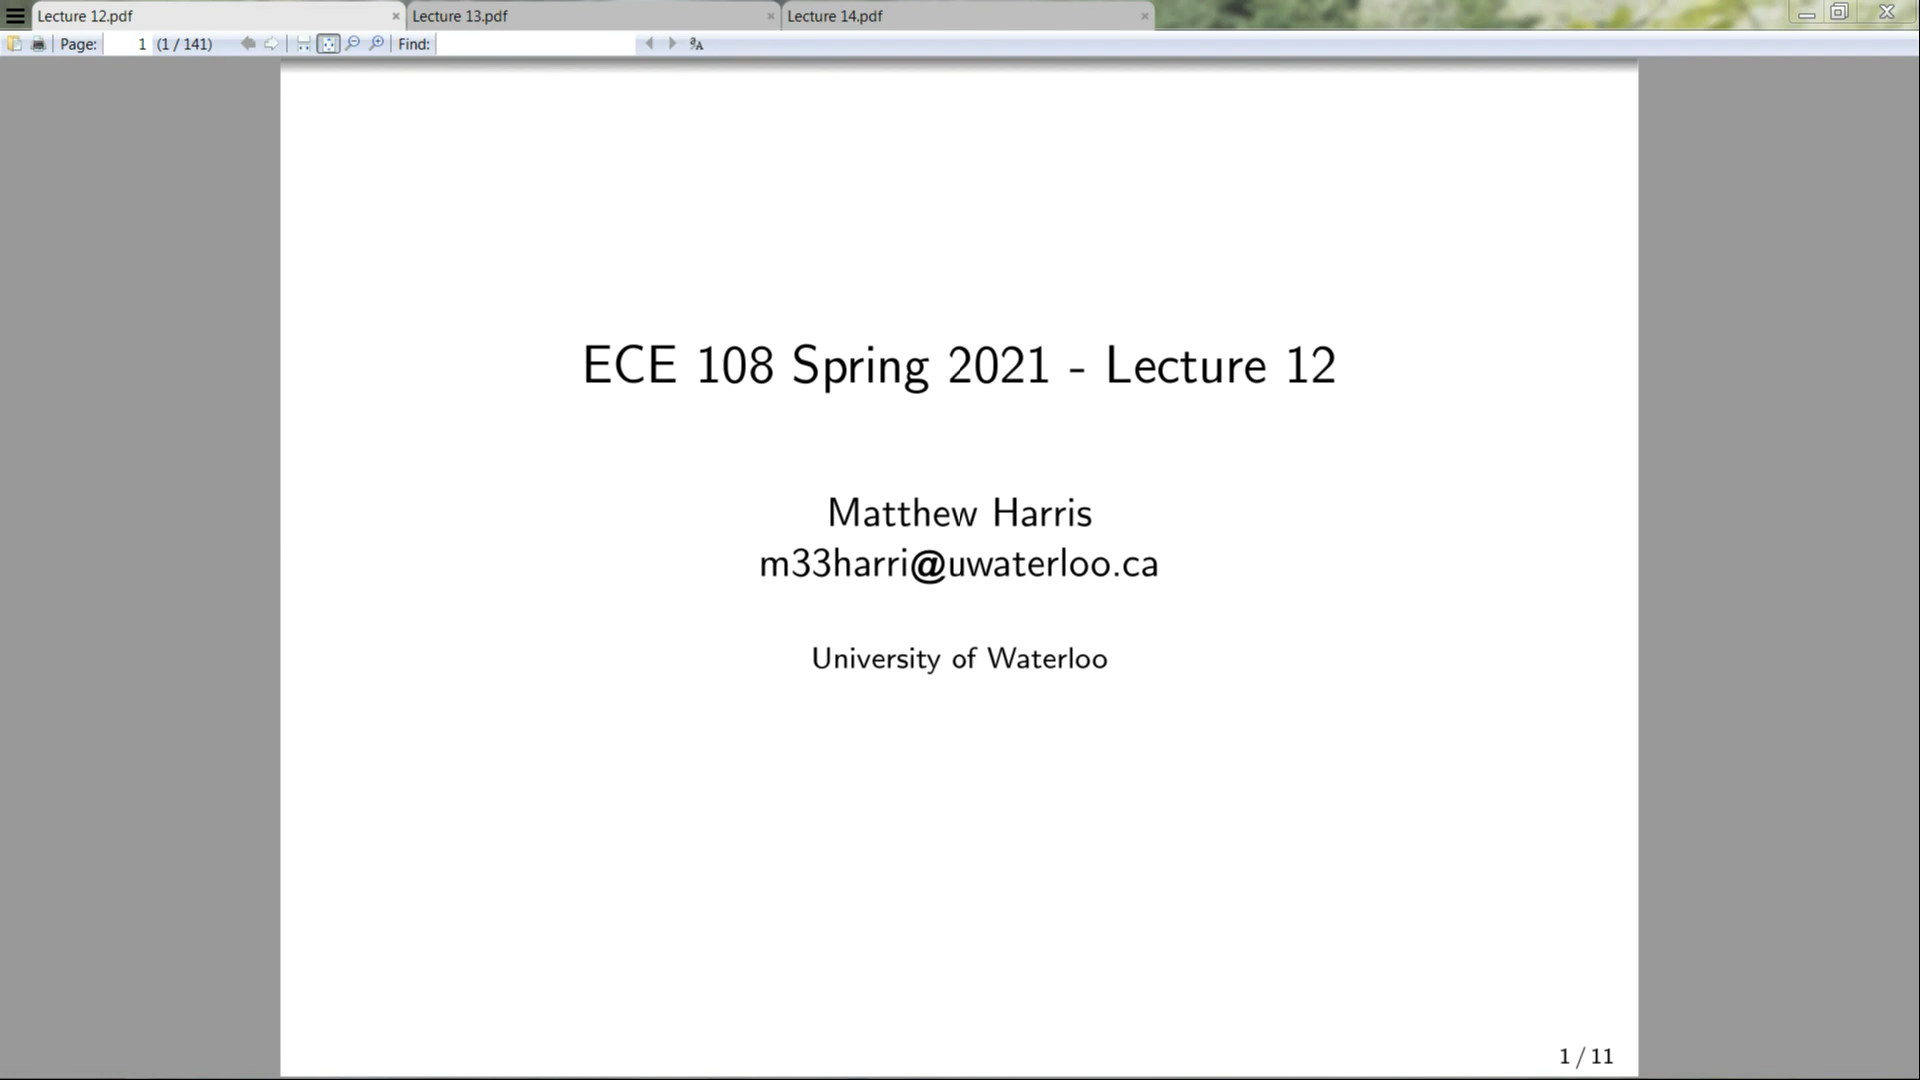 Lecture 12.pdf
Lecture 13.pdf
Lecture 14.pdf
Page: 1 (1 / 141)
Find:
ECE 108 Spring 2021 - Lecture 12
Matthew Harris
m33harri@uwaterloo.ca
University of Waterloo
1 / 11